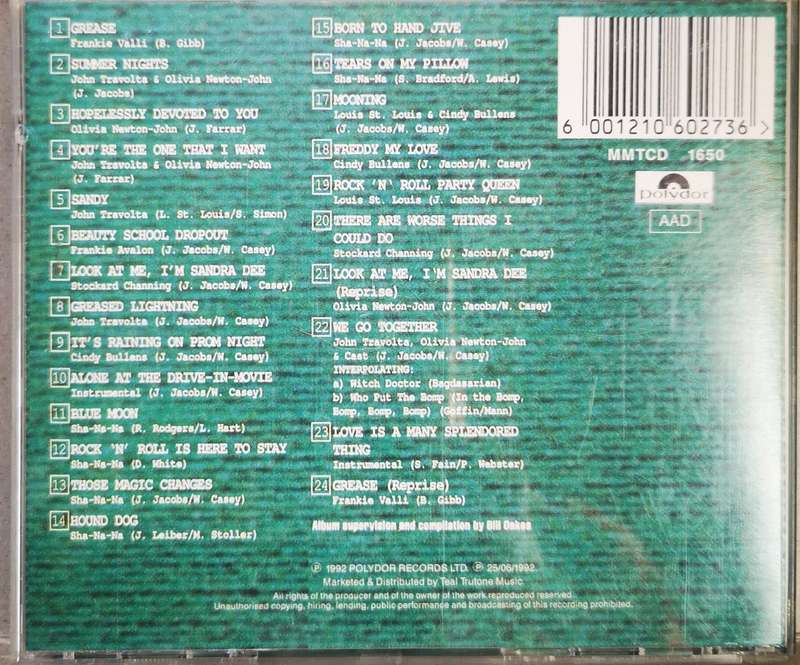 1 GREASE
Frankie Valli (B. Gibb)
2 SUMMER NIGHTS
John Travolta & Olivia Newton-John
(J. Jacobs)
3 HOPELESSLY DEVOTED TO YOU
Olivia Newton-John (J. Farrar)
4 YOU'RE THE ONE THAT I WANT
John Travolta & Olivia Newton-John
(J. Farrar)
5 SANDY
John Travolta (L. St. Louis/S. Simon)
6 BEAUTY SCHOOL DROPOUT
Frankie Avalon (J. Jacobs/W. Casey)
7 LOOK AT ME, I'M SANDRA DEE
Stockard Channing (J. Jacobs/W. Casey)
8 GREASED LIGHTNING
John Travolta (J. Jacobs/W. Casey)
9 IT'S RAINING ON PROM NIGHT
Cindy Bullens (J. Jacobs/W. Casey)
10 ALONE AT THE DRIVE-IN-MOVIE
Instrumental (J. Jacobs/W. Casey)
11 BLUE MOON
Sha-Na-Na (R. Rodgers/L. Hart)
12 ROCK 'N' ROLL IS HERE TO STAY
Sha-Na-Na (D. White)
13 THOSE MAGIC CHANGES
Sha-Na-Na (J. Jacobs/W. Casey)
14 HOUND DOG
Sha-Na-Na (J. Leiber/M. Stoller)
15 BORN TO HAND JIVE
Sha-Na-Na (J. Jacobs/W. Casey)
16 TEARS ON MY PILLOW
Sha-Na-Na (S. Bradford/A. Lewis)
17 MOONING
Louis St. Louis & Cindy Bullens
(J. Jacobs/W. Casey)
18 FREDDY MY LOVE
Cindy Bullens (J. Jacobs/W. Casey)
19 ROCK 'N' ROLL PARTY QUEEN
Louis St. Louis (J. Jacobs/W. Casey)
20 THERE ARE WORSE THINGS I
COULD DO
Stockard Channing (J. Jacobs/W. Casey)
21 LOOK AT ME, I'M SANDRA DEE
(Reprise)
Olivia Newton-John (J. Jacobs/W. Casey)
22 WE GO TOGETHER
John Travolta, Olivia Newton-John
& Cast (J. Jacobs/W. Casey)
INTERPOLATING:
a) Witch Doctor (Bagdasarian)
b) Who Put The Bomp (In the Bomp,
Bomp, Bomp, Bomp) (Goffin/Mann)
23 LOVE IS A MANY SPLENDORED
THING
Instrumental (S. Fain/P. Webster)
24 GREASE (Reprise)
Frankie Valli (B. Gibb)
Album supervision and compilation by Bill Oakes
6 001210 602736 >
MMTCD 1650
polydor
AAD
℗ 1992 POLYDOR RECORDS LTD. ℗ 25/06/1992.
Marketed & Distributed by Teal Trutone Music.
All rights of the producer and of the owner of the work reproduced reserved.
Unauthorised copying, hiring, lending, public performance and broadcasting of this recording prohibited.